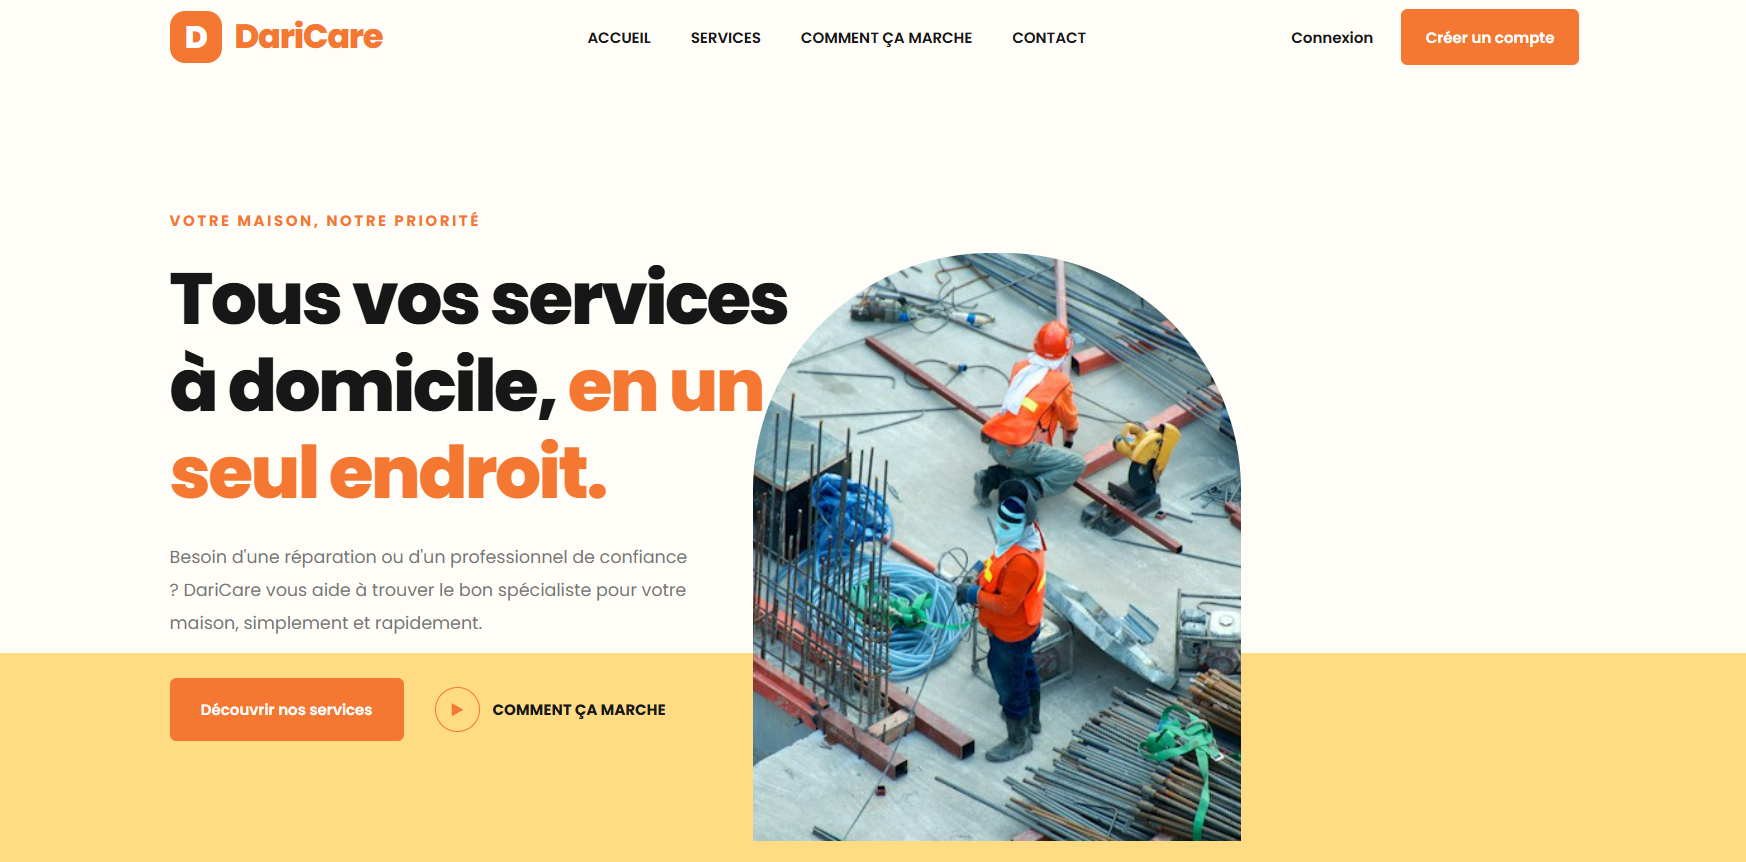 D DariCare
ACCUEIL SERVICES COMMENT ÇA MARCHE CONTACT Connexion Créer un compte
VOTRE MAISON, NOTRE PRIORITÉ
Tous vos services
à domicile, en un
seul endroit.
Besoin d'une réparation ou d'un professionnel de confiance
? DariCare vous aide à trouver le bon spécialiste pour votre
maison, simplement et rapidement.
Découvrir nos services COMMENT ÇA MARCHE